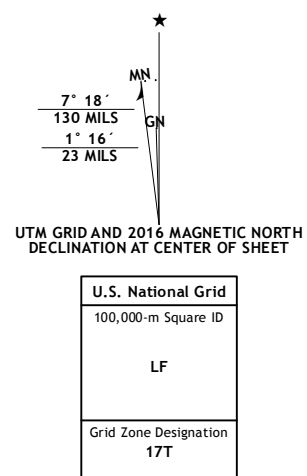 ★
MN
7° 18´
130 MILS
GN
1° 16´
23 MILS
UTM GRID AND 2016 MAGNETIC NORTH
DECLINATION AT CENTER OF SHEET
U.S. National Grid
100,000-m Square ID
LF
Grid Zone Designation
17T